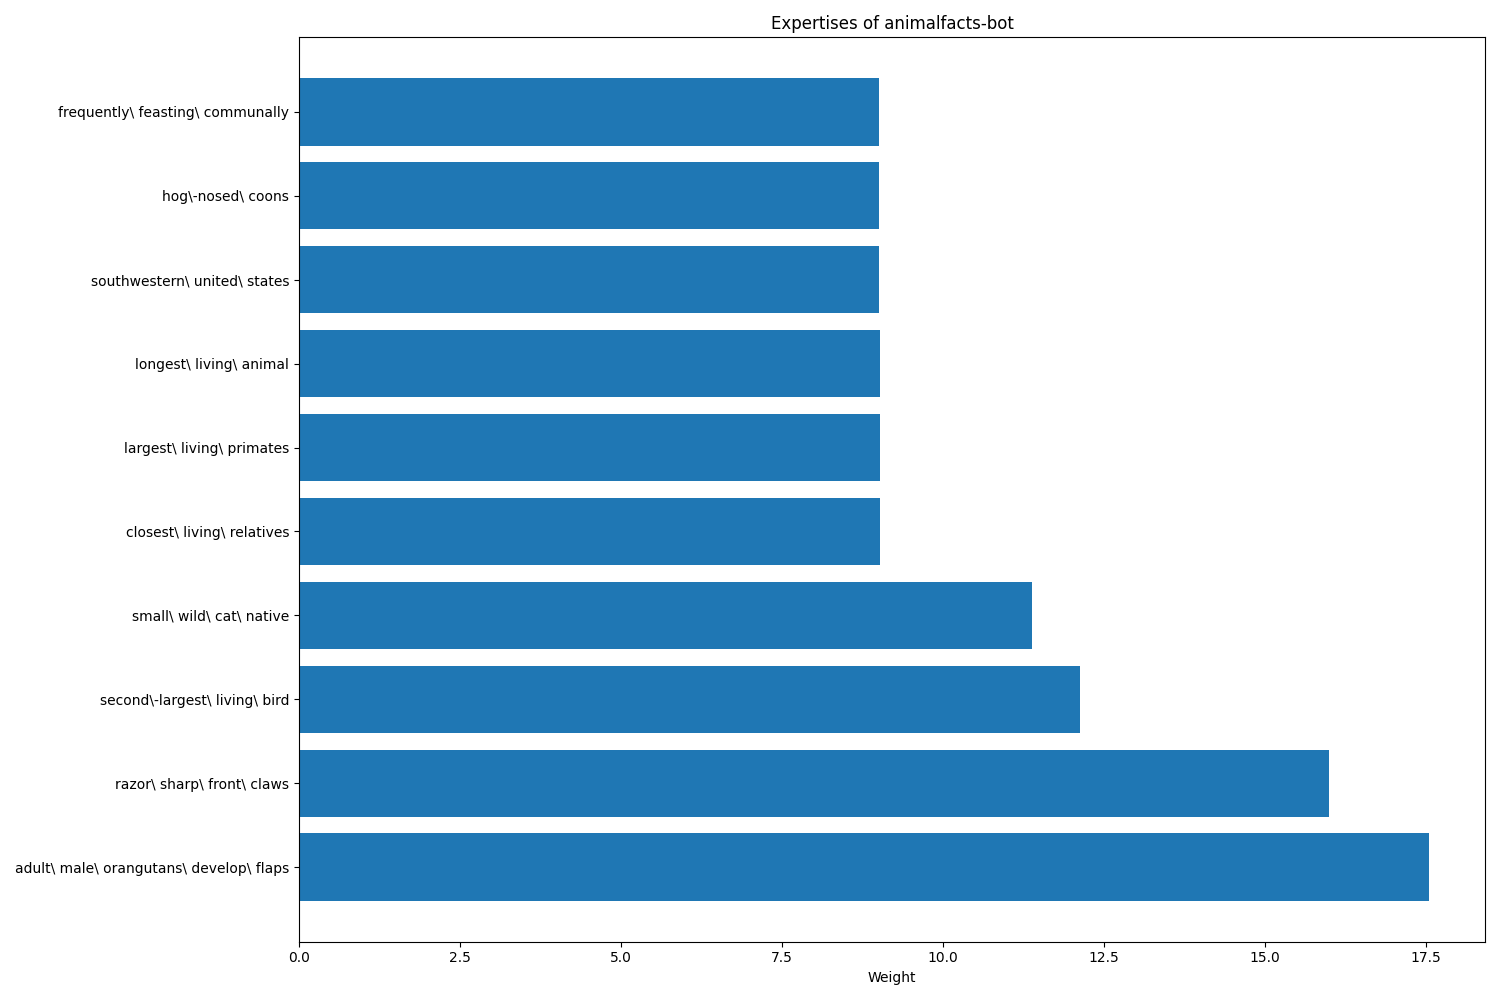 Expertises of animalfacts-bot
frequently\ feasting\ communally
hog\-nosed\ coons
southwestern\ united\ states
longest\ living\ animal
largest\ living\ primates
closest\ living\ relatives
small\ wild\ cat\ native
second\-largest\ living\ bird
razor\ sharp\ front\ claws
adult\ male\ orangutans\ develop\ flaps
0.0 2.5 5.0 7.5 10.0 12.5 15.0 17.5
Weight